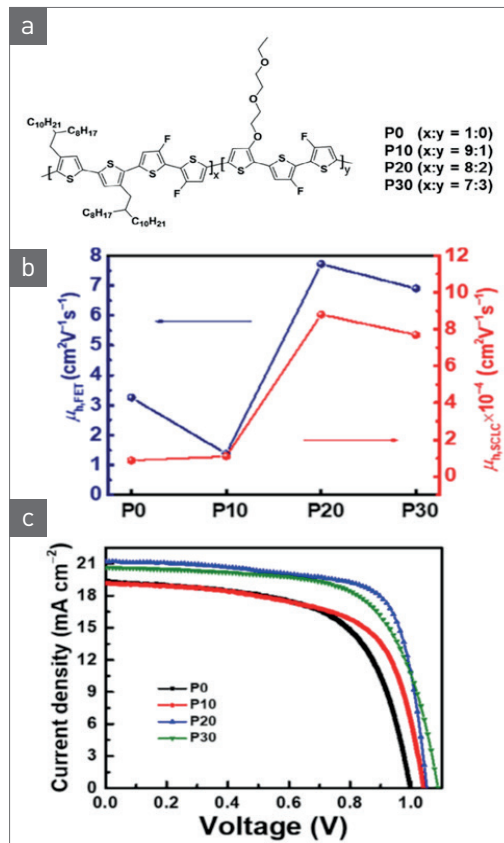 a
O
O
O
C₁₀H₂₁
C₈H₁₇
F
F
S
S
S
S
x
S
S
S
y
F
F
C₈H₁₇
C₁₀H₂₁
P0 (x:y = 1:0)
P10 (x:y = 9:1)
P20 (x:y = 8:2)
P30 (x:y = 7:3)
b
8
7
6
5
4
3
2
1
0
μh,FET (cm²V⁻¹s⁻¹)
12
10
8
6
4
2
0
μh,SCLC×10⁻⁴ (cm²V⁻¹s⁻¹)
P0 P10 P20 P30
c
21
18
15
12
9
6
3
0
Current density (mA cm⁻²)
P0
P10
P20
P30
0.0 0.2 0.4 0.6 0.8 1.0
Voltage (V)